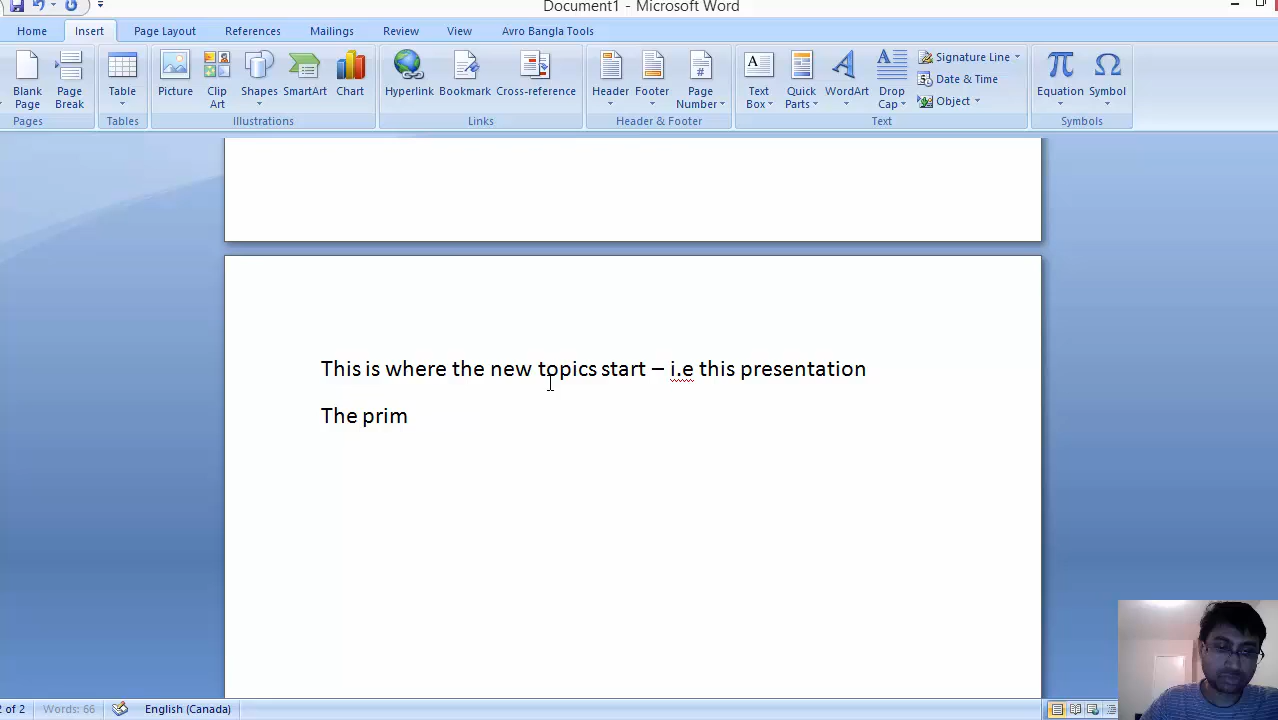 Document1 - Microsoft Word
Home Insert Page Layout References Mailings Review View Avro Bangla Tools
Blank Page
Page Break
Table
Picture
Clip Art
Shapes
SmartArt
Chart
Hyperlink
Bookmark
Cross-reference
Header
Footer
Page Number
Text Box
Quick Parts
WordArt
Drop Cap
Signature Line
Date & Time
Object
Equation
Symbol
Pages Tables Illustrations Links Header & Footer Text Symbols
This is where the new topics start – i.e this presentation
The prim
2 of 2 Words: 66 English (Canada)